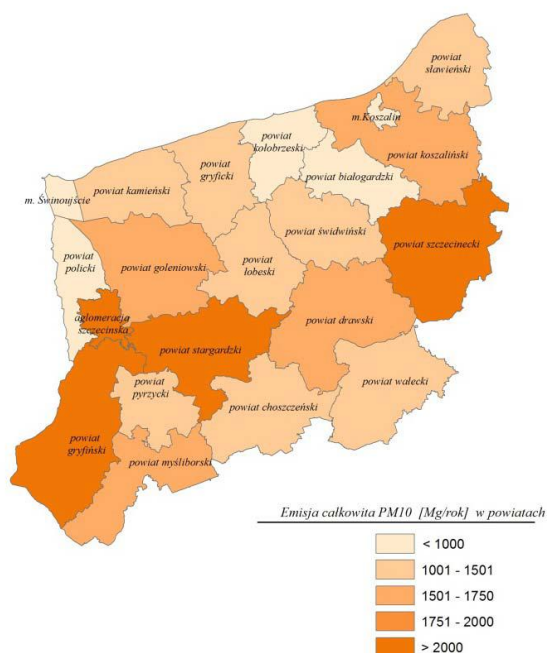 powiat
sławieński
m.Koszalin
powiat
kołobrzeski
powiat
koszaliński
powiat
gryficki
powiat białogardzki
powiat kamieński
m. Świnoujście
powiat świdwiński
powiat szczecinecki
powiat
policki
powiat goleniowski
powiat
łobeski
aglomeracja
szczecińska
powiat drawski
powiat stargardzki
powiat
pyrzycki
powiat wałecki
powiat choszczeński
powiat
gryfiński
powiat myśliborski
Emisja całkowita PM10 [Mg/rok] w powiatach
< 1000
1001 - 1501
1501 - 1750
1751 - 2000
> 2000